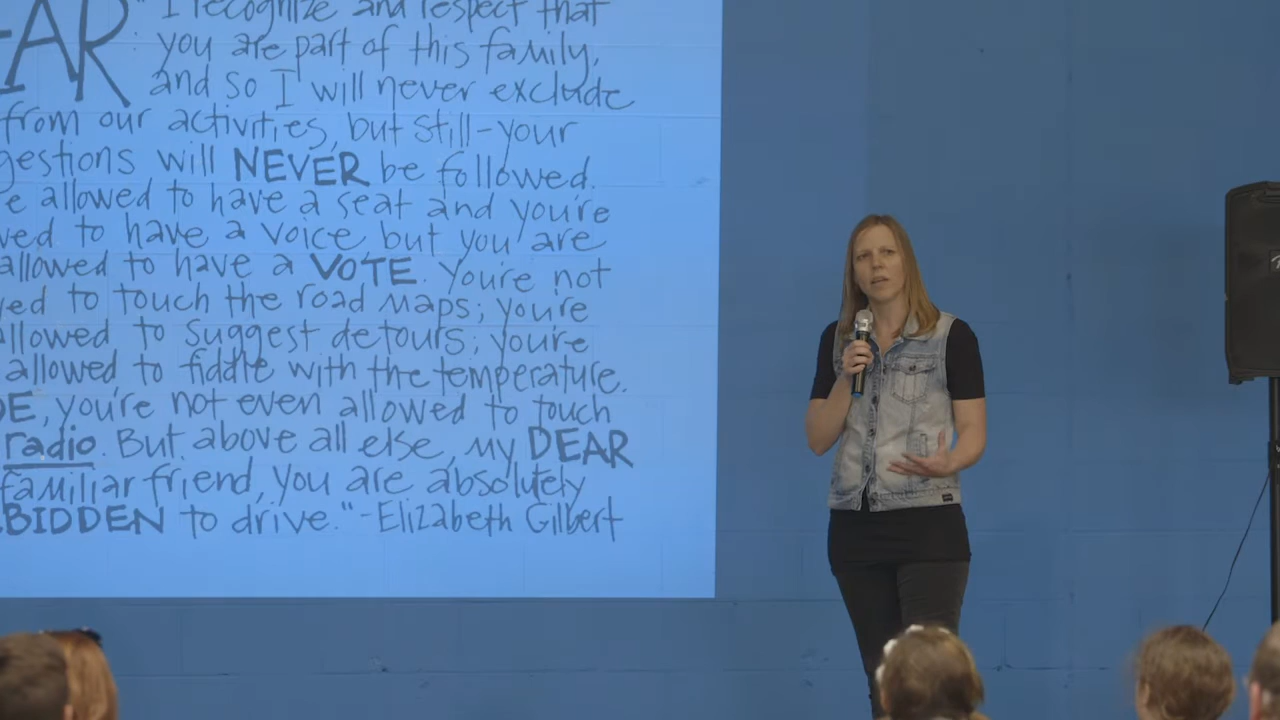 EAR " I recognize and respect that
you are part of this family,
and so I will never exclude
from our activities, but still-your
gestions will NEVER be followed.
e allowed to have a seat and you're
wed to have a voice but you are
allowed to have a VOTE. You're not
wed to touch the road maps; you're
allowed to suggest detours; you're
allowed to fiddle with the temperature.
DE, you're not even allowed to touch
radio. But above all else, my DEAR
familiar friend, you are absolutely
BIDDEN to drive." -Elizabeth Gilbert